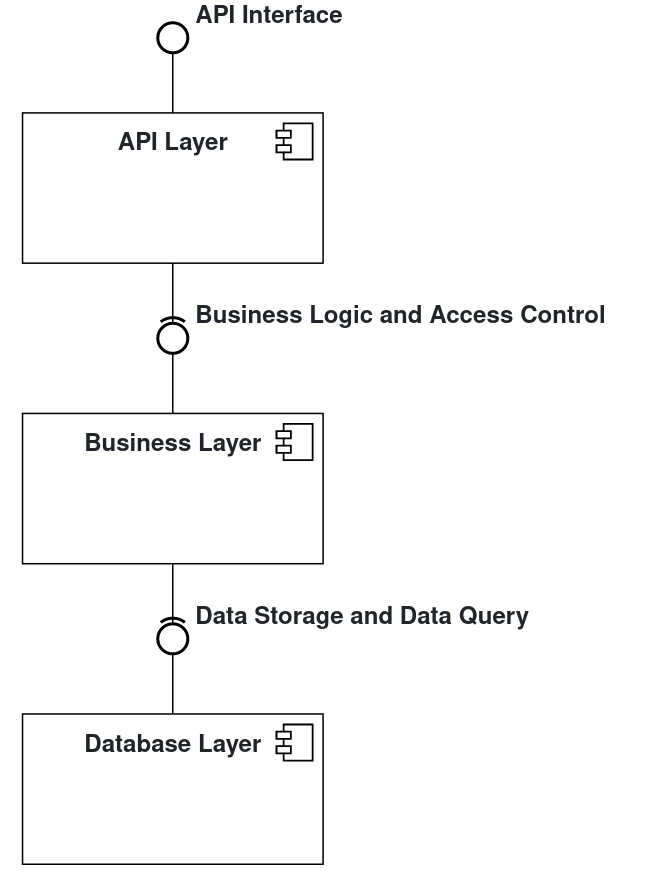 API Interface
API Layer
Business Logic and Access Control
Business Layer
Data Storage and Data Query
Database Layer